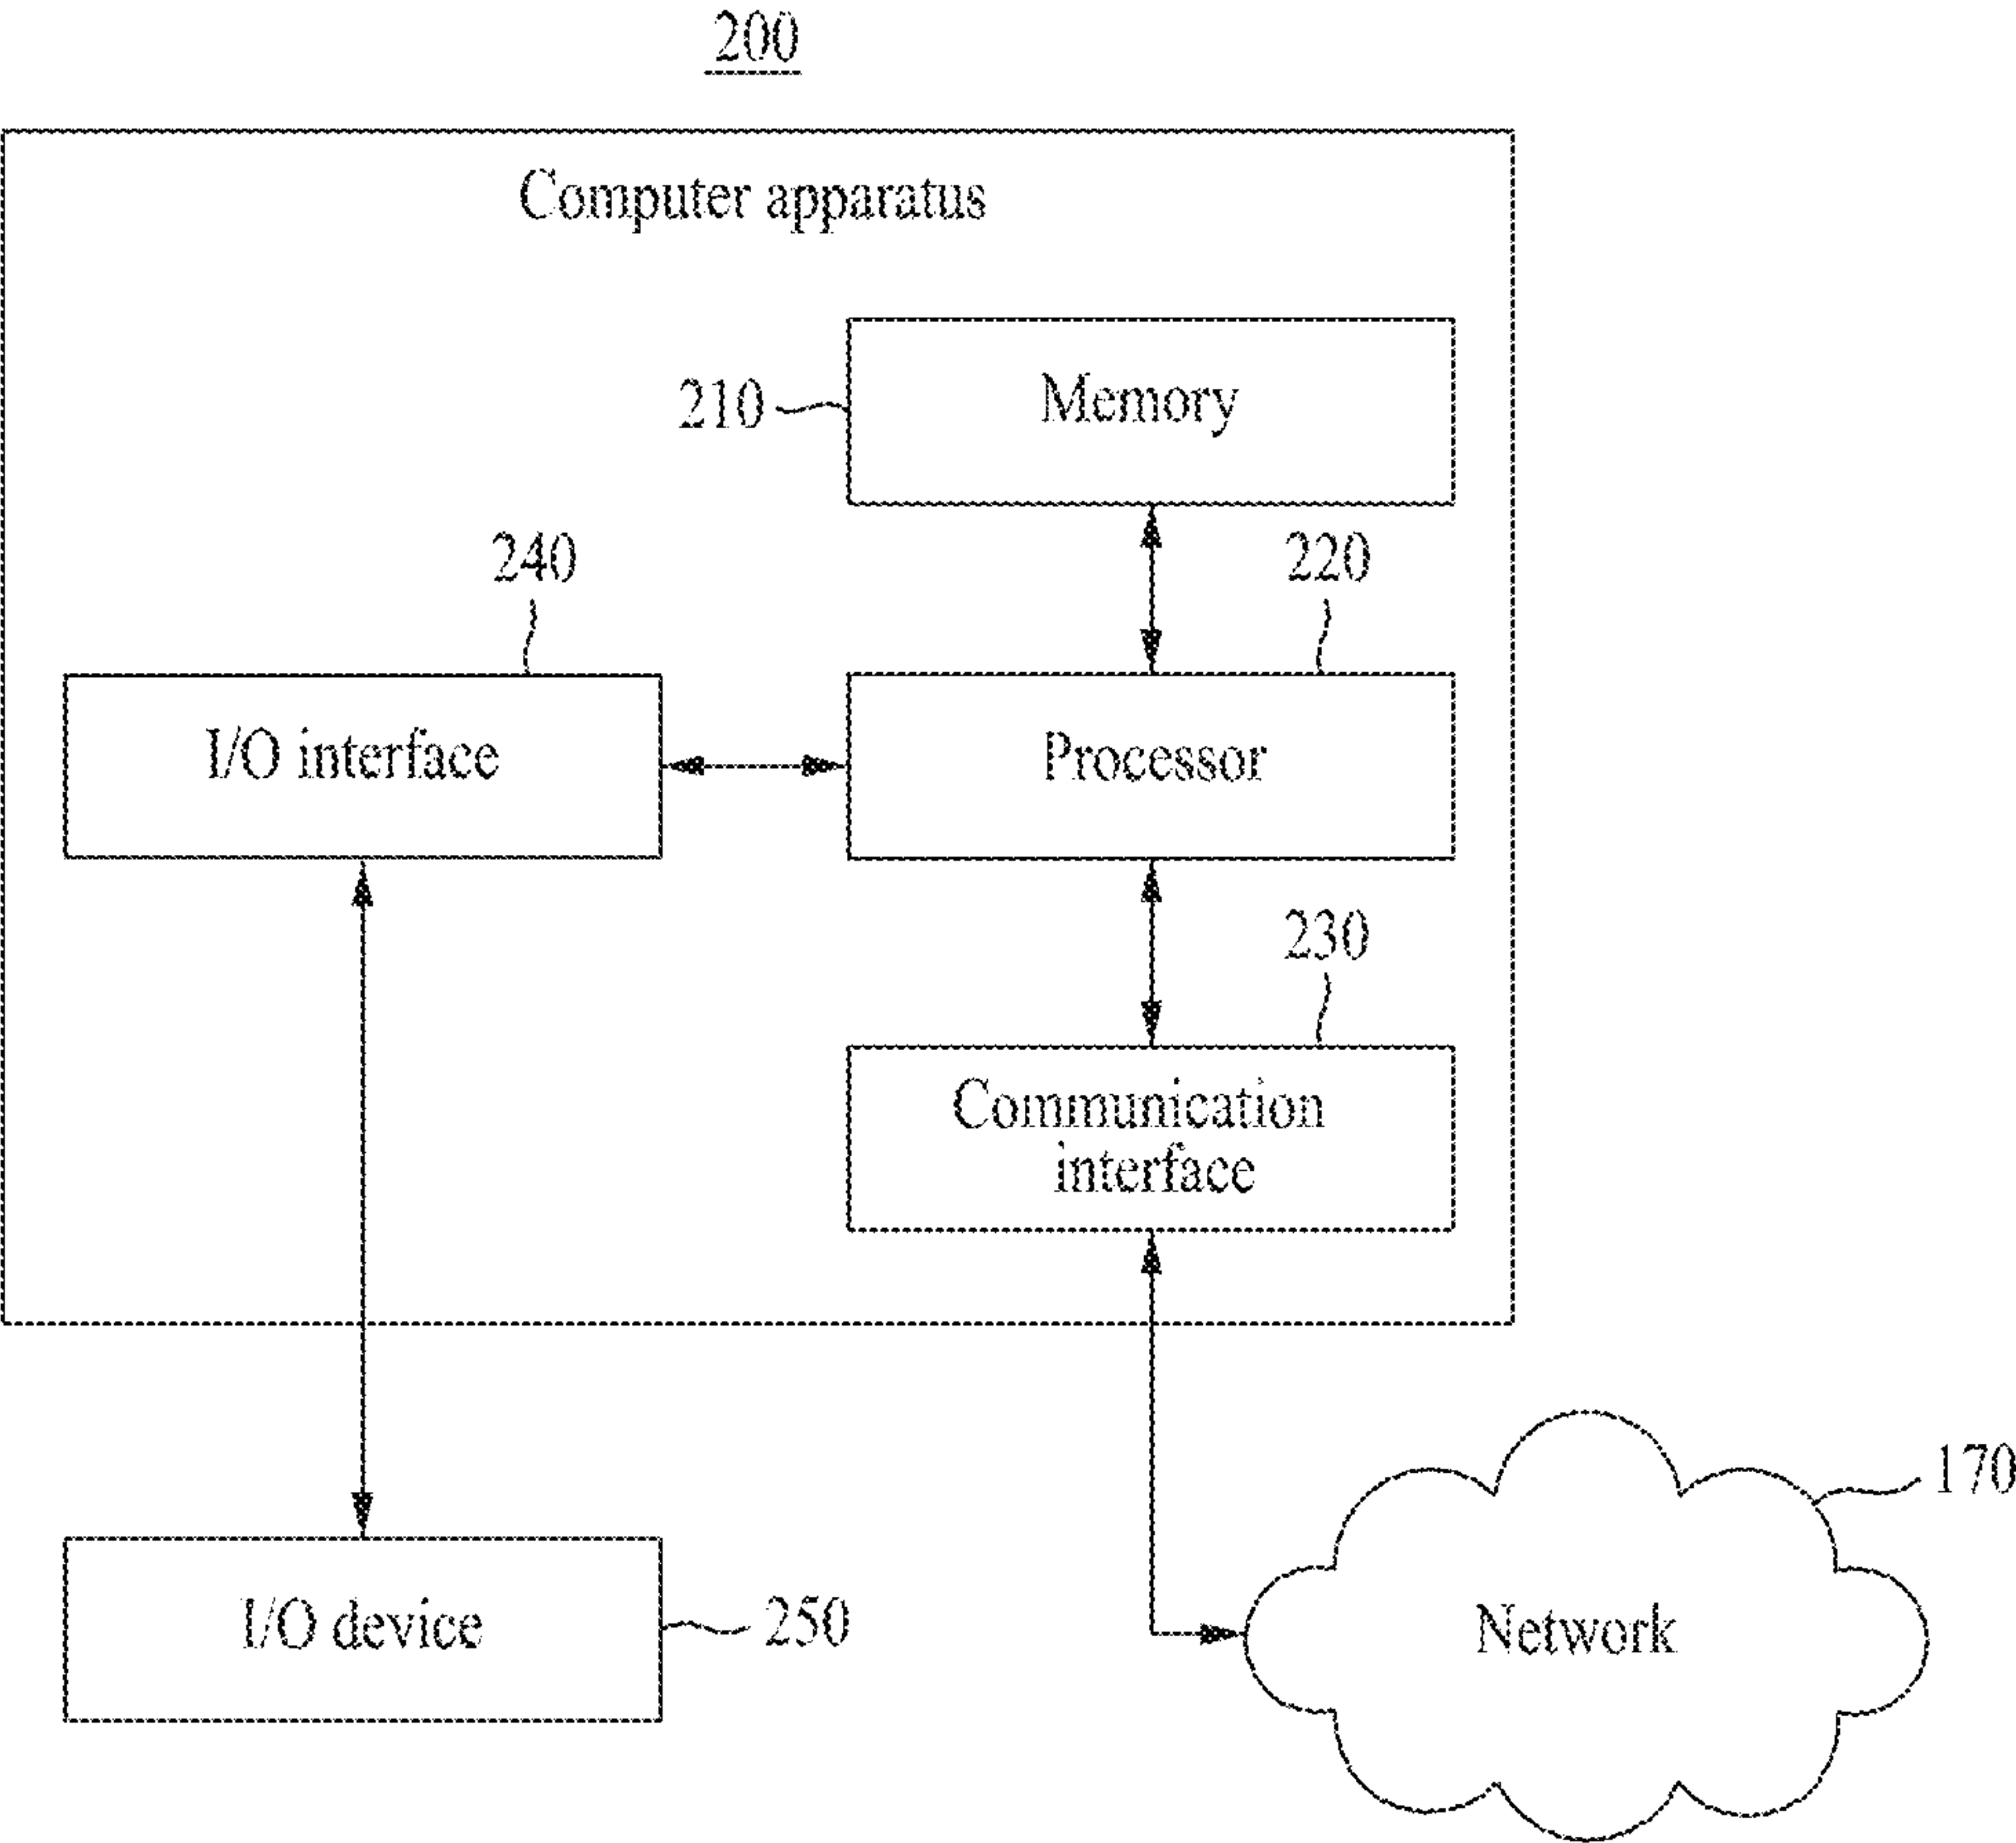 200
Computer apparatus
210
Memory
240
220
I/O interface
Processor
230
Communication
interface
170
I/O device
250
Network